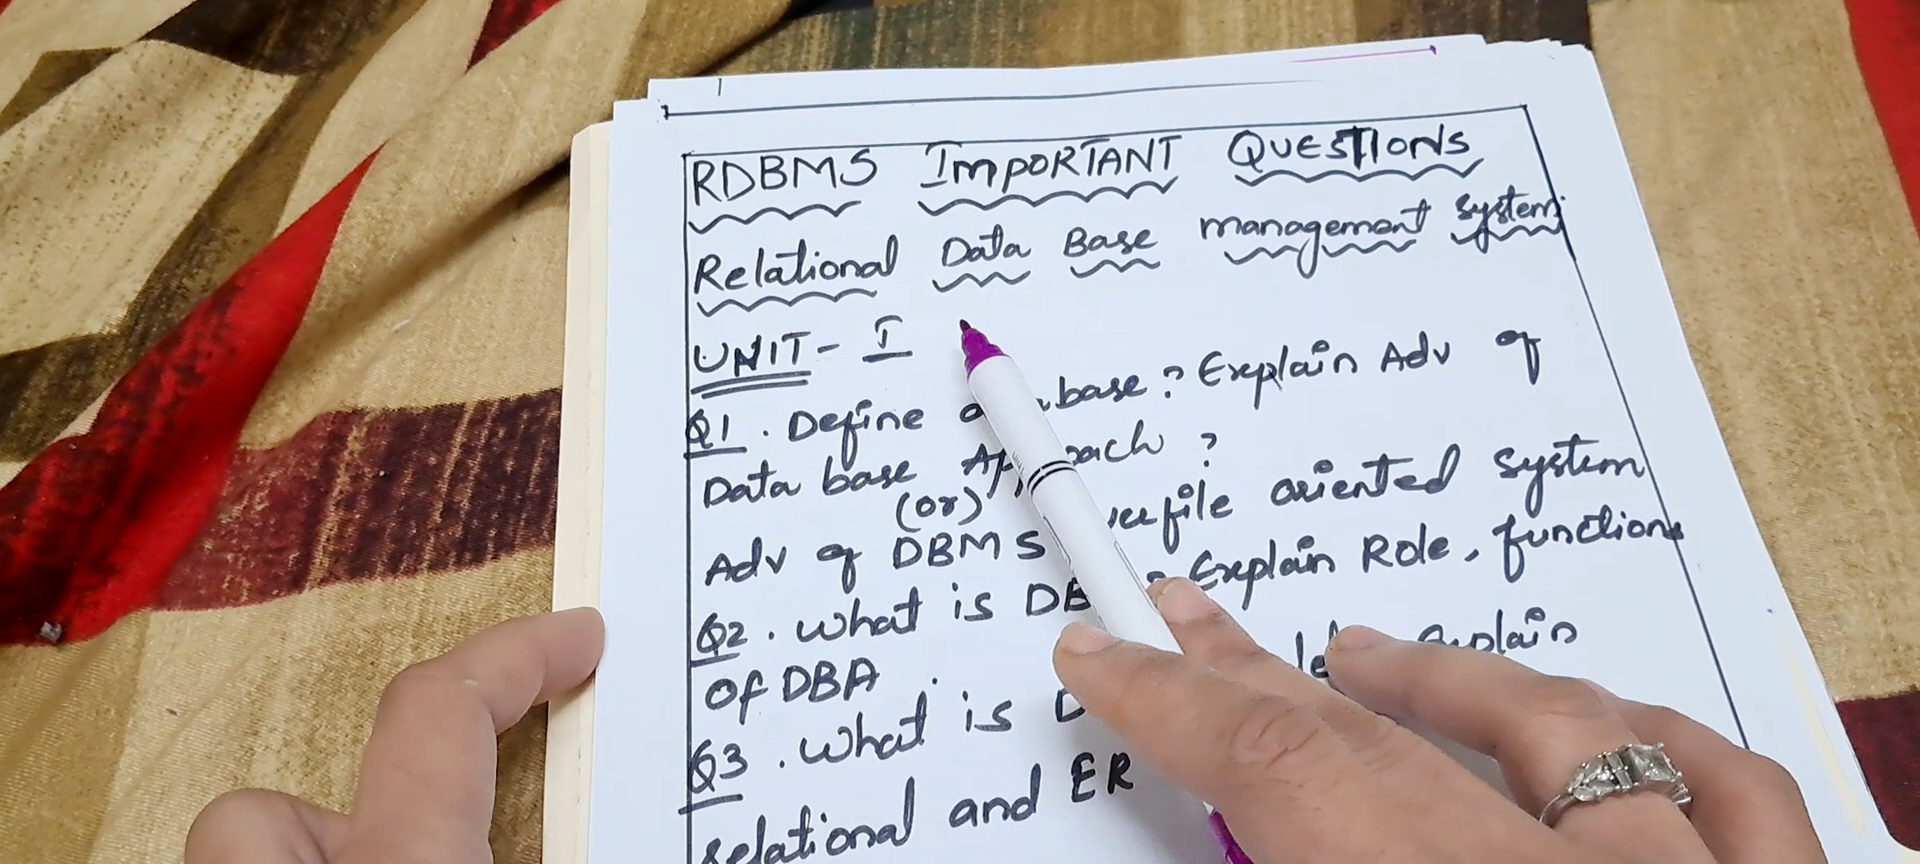 RDBMS IMPORTANT QUESTIONS
Relational Data Base management system
UNIT - I
Q1. Define base? Explain Adv of
Data base ?
(or)
Adv of DBMS file oriented system
Q2. What is Explain Role, functions
of DBA.
Q3. What is
relational and ER